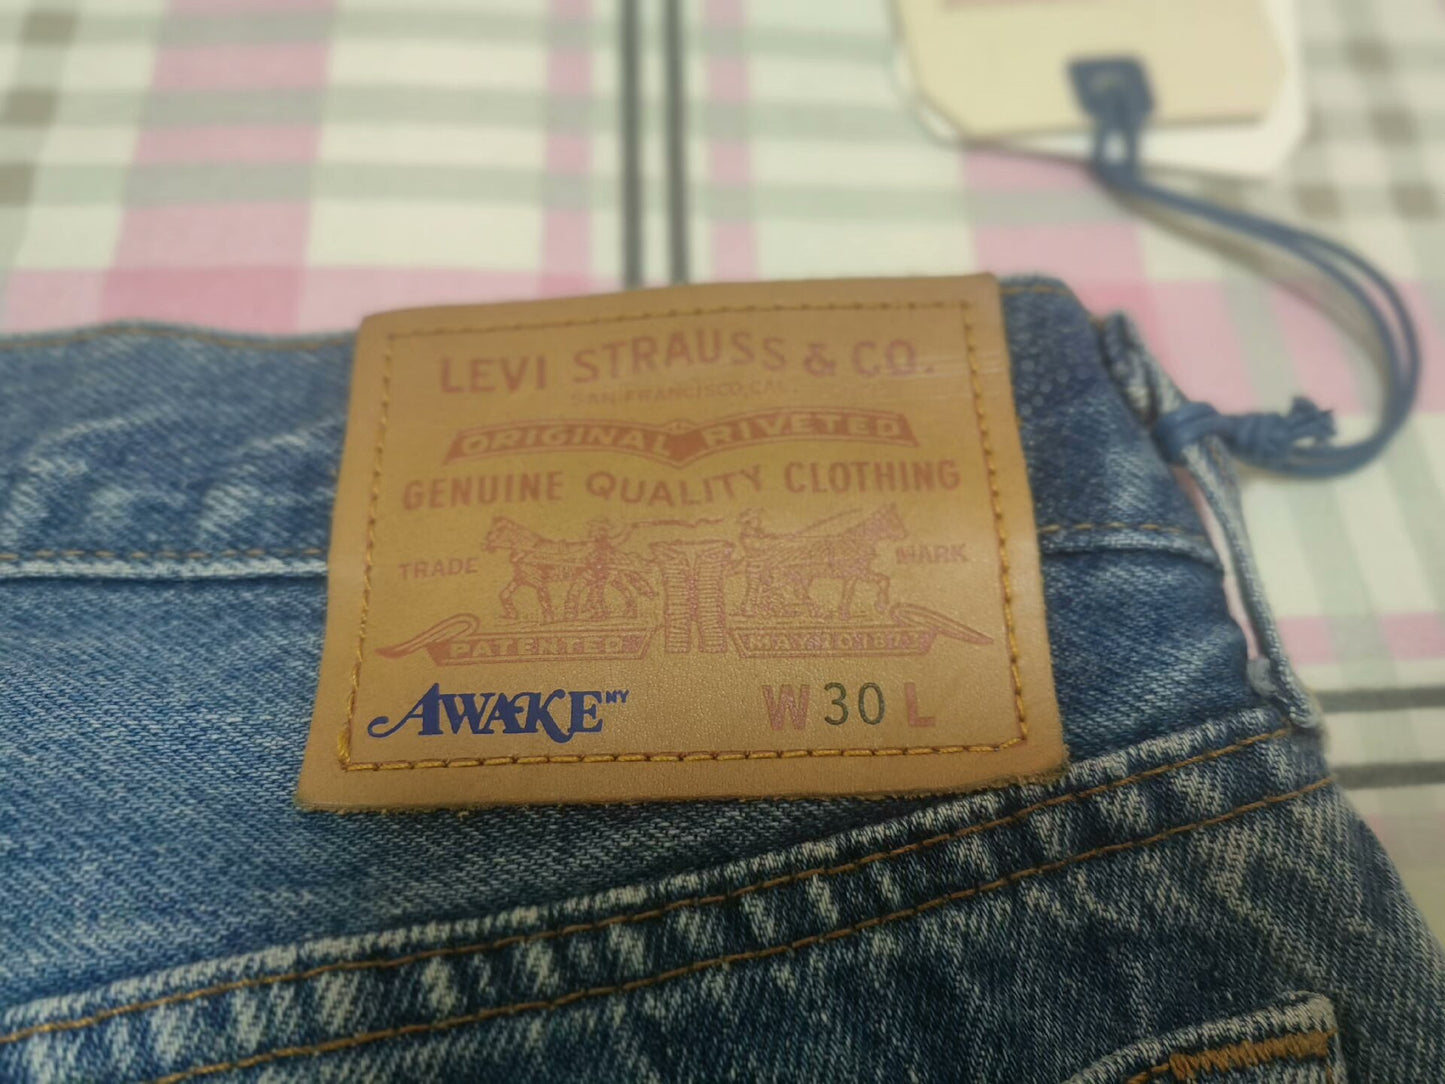 LEVI STRAUSS & CO.
SAN FRANCISCO, CAL.
ORIGINAL RIVETED
GENUINE QUALITY CLOTHING
TRADE MARK
PATENTED MAY 20 1873
AWAKE NY W 30 L